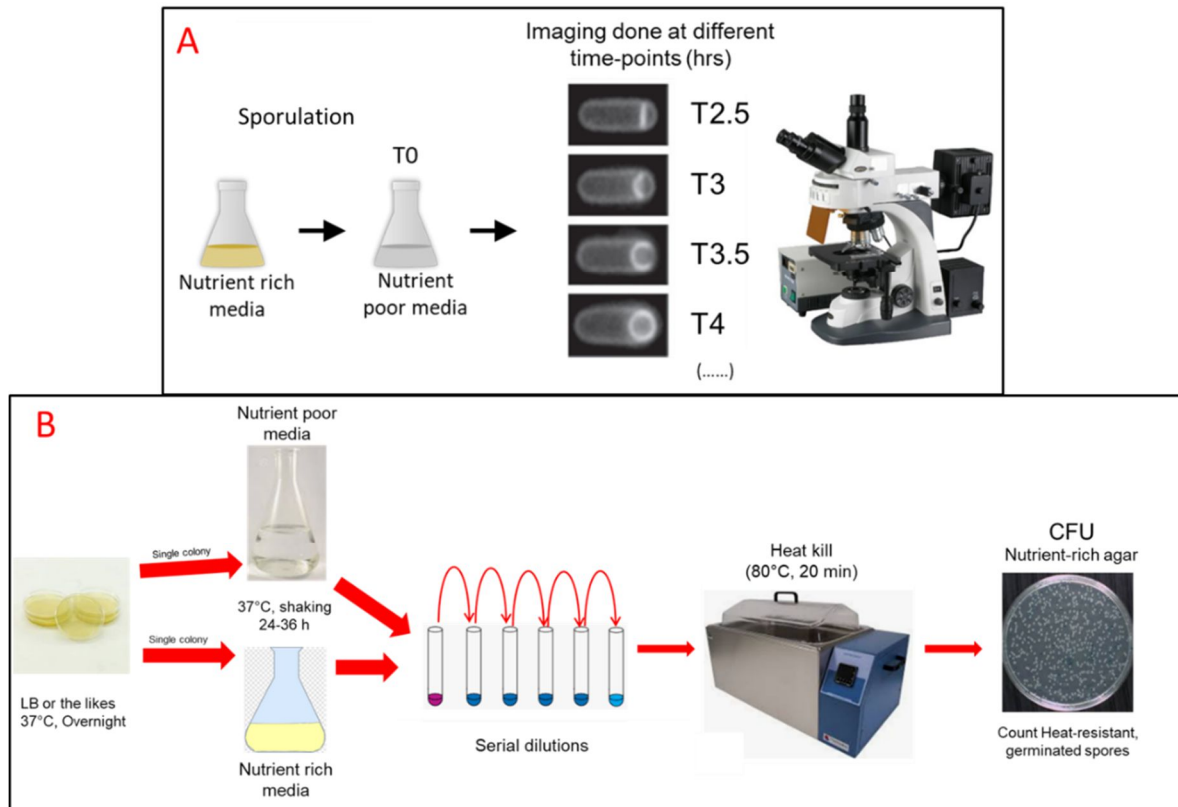 A
Imaging done at different
time-points (hrs)
Sporulation
T0
Nutrient rich
media
Nutrient
poor media
T2.5
T3
T3.5
T4
(......)
B
Nutrient poor
media
Single colony
37°C, shaking
24-36 h
Single colony
LB or the likes
37°C, Overnight
Nutrient rich
media
Serial dilutions
Heat kill
(80°C, 20 min)
CFU
Nutrient-rich agar
Count Heat-resistant,
germinated spores